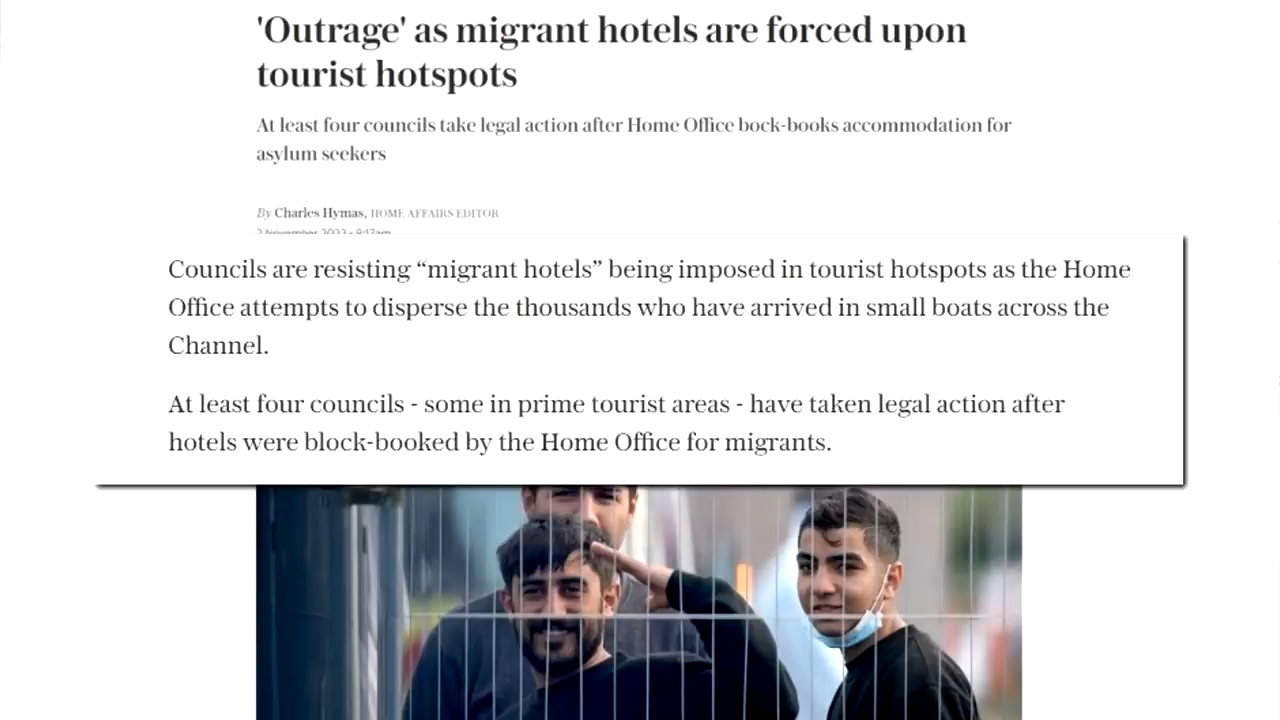 'Outrage' as migrant hotels are forced upon
tourist hotspots
At least four councils take legal action after Home Office bock-books accommodation for
asylum seekers
By Charles Hymas, HOME AFFAIRS EDITOR
Councils are resisting “migrant hotels” being imposed in tourist hotspots as the Home
Office attempts to disperse the thousands who have arrived in small boats across the
Channel.
At least four councils - some in prime tourist areas - have taken legal action after
hotels were block-booked by the Home Office for migrants.